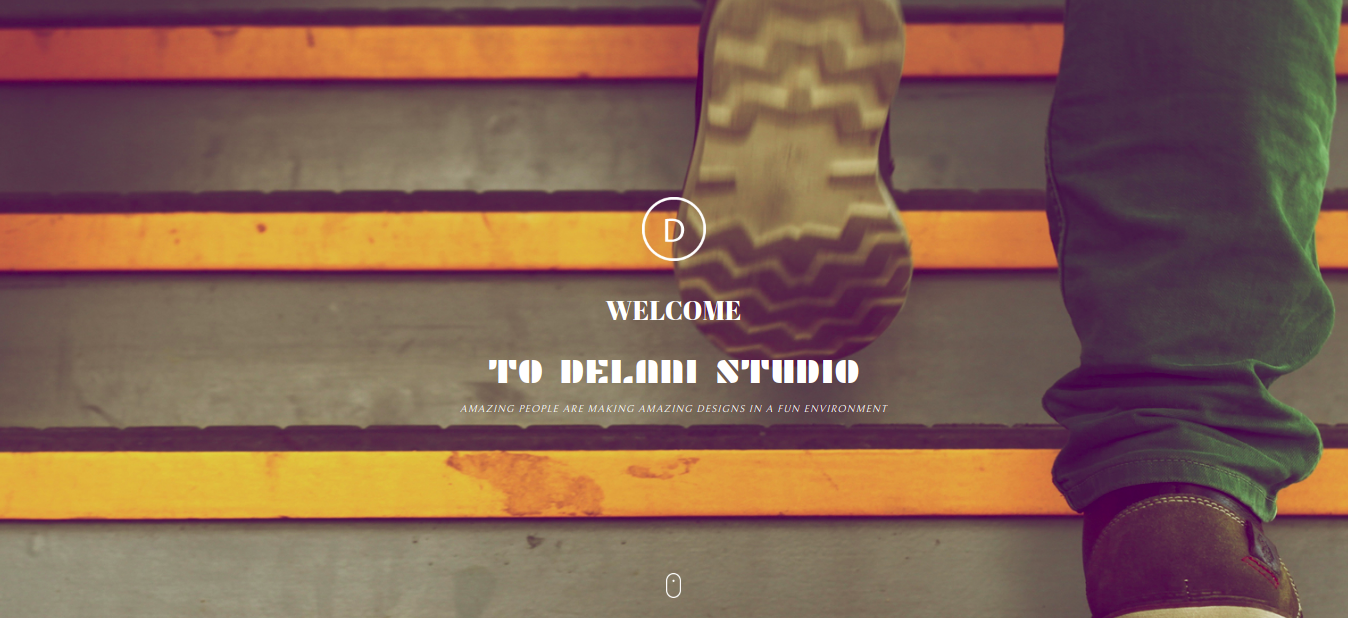 D
WELCOME
TO DELANI STUDIO
AMAZING PEOPLE ARE MAKING AMAZING DESIGNS IN A FUN ENVIRONMENT